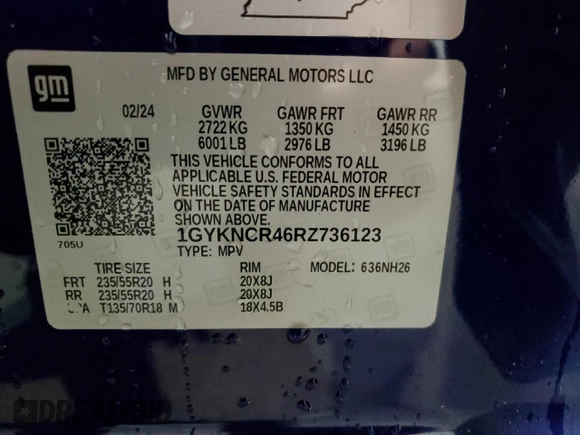 gm
MFD BY GENERAL MOTORS LLC
02/24 GVWR GAWR FRT GAWR RR
2722 KG 1350 KG 1450 KG
6001 LB 2976 LB 3196 LB
THIS VEHICLE CONFORMS TO ALL
APPLICABLE U.S. FEDERAL MOTOR
VEHICLE SAFETY STANDARDS IN EFFECT
ON THE DATE OF MANUFACTURE
SHOWN ABOVE.
705U
1GYKNCR46RZ736123
TYPE: MPV
TIRE SIZE RIM MODEL: 636NH26
FRT 235/55R20 H 20X8J
RR 235/55R20 H 20X8J
T135/70R18 M 18X4.5B